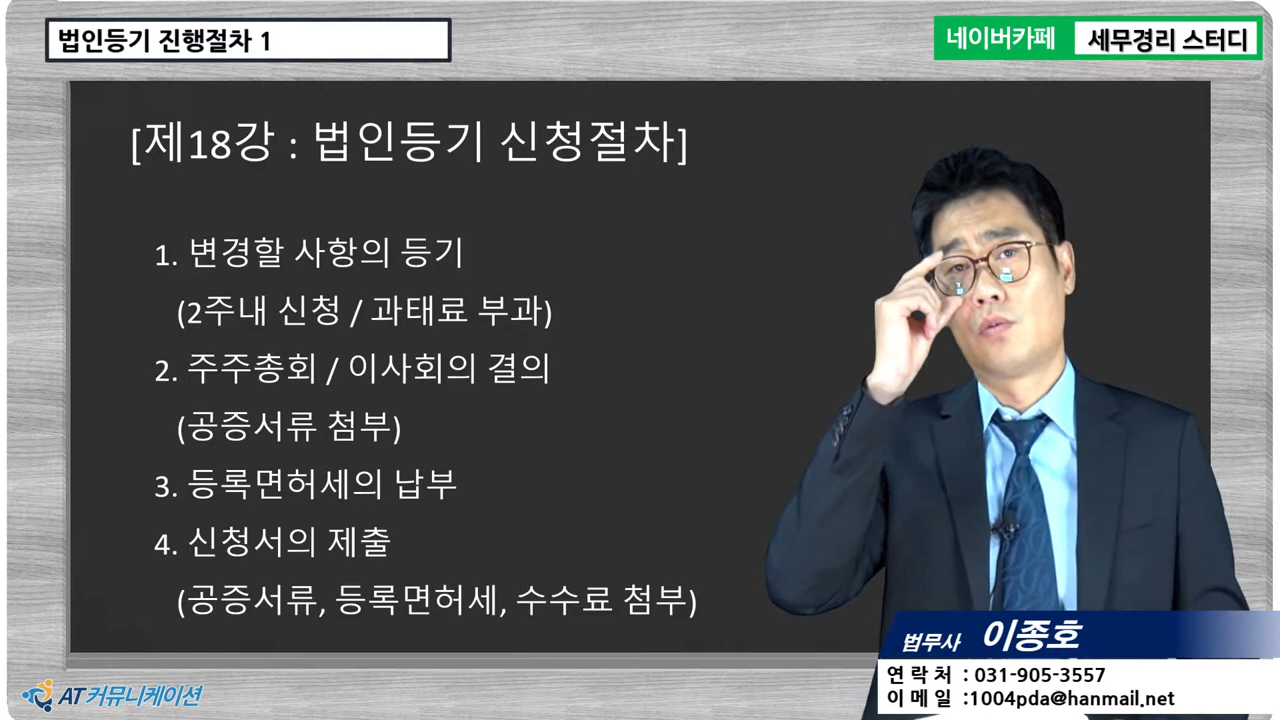 법인등기 진행절차 1
네이버카페 세무경리 스터디
[제18강 : 법인등기 신청절차]
1. 변경할 사항의 등기
(2주내 신청 / 과태료 부과)
2. 주주총회 / 이사회의 결의
(공증서류 첨부)
3. 등록면허세의 납부
4. 신청서의 제출
(공증서류, 등록면허세, 수수료 첨부)
법무사 이종호
연 락 처 : 031-905-3557
이 메 일 :1004pda@hanmail.net
AT커뮤니케이션